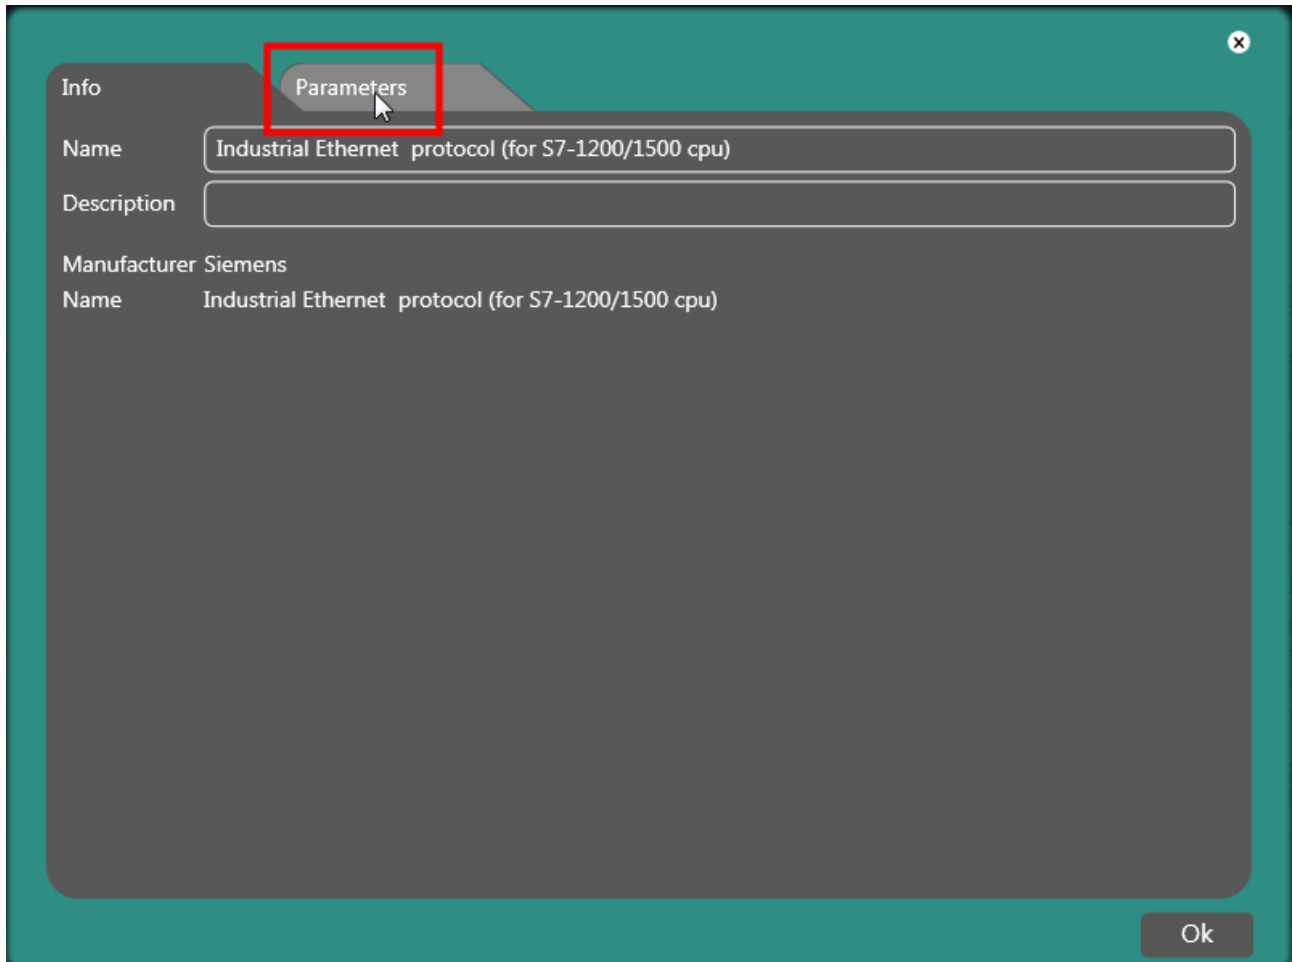 Info
Parameters
Name
Industrial Ethernet  protocol (for S7-1200/1500 cpu)
Description
Manufacturer Siemens
Name Industrial Ethernet  protocol (for S7-1200/1500 cpu)
Ok